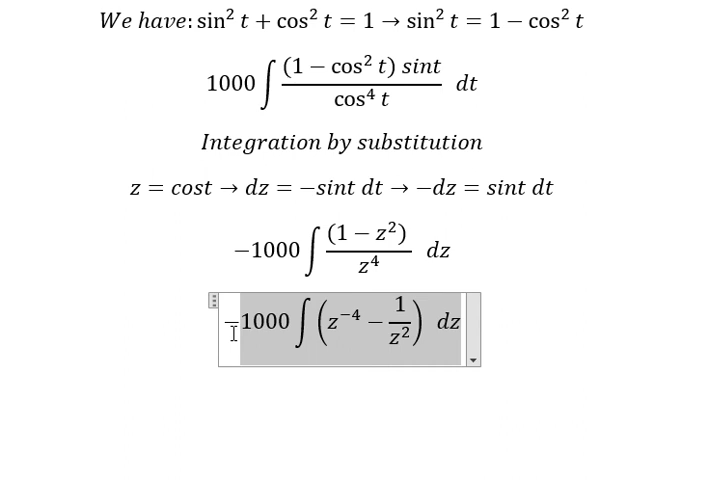 We have: sin² t + cos² t = 1 → sin² t = 1 − cos² t
1000 ∫ (1 − cos² t) sint / cos⁴ t dt
Integration by substitution
z = cost → dz = −sint dt → −dz = sint dt
−1000 ∫ (1 − z²) / z⁴ dz
−1000 ∫ (z⁻⁴ − 1/z²) dz